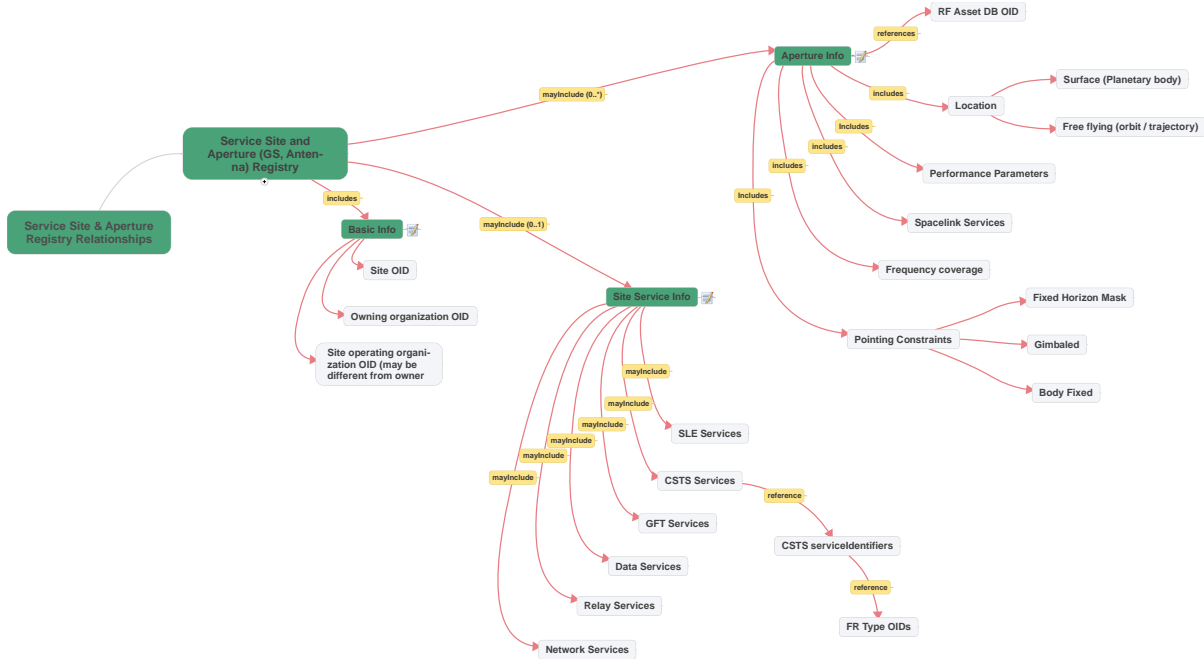 RF Asset DB OID
references
Aperture Info
Surface (Planetary body)
includes
mayInclude (0..*)
Location
Includes
Free flying (orbit / trajectory)
Service Site and
Aperture (GS, Anten-
na) Registry
includes
includes
Performance Parameters
includes
Includes
Service Site & Aperture
Registry Relationships
mayInclude (0..1)
Spacelink Services
Basic Info
Site OID
Frequency coverage
Site Service Info
Fixed Horizon Mask
Owning organization OID
Pointing Constraints
Gimbaled
Site operating organi-
zation OID (may be
different from owner
mayInclude
Body Fixed
mayInclude
mayInclude
SLE Services
mayInclude
mayInclude
mayInclude
CSTS Services
reference
GFT Services
CSTS serviceIdentifiers
Data Services
reference
Relay Services
FR Type OIDs
Network Services